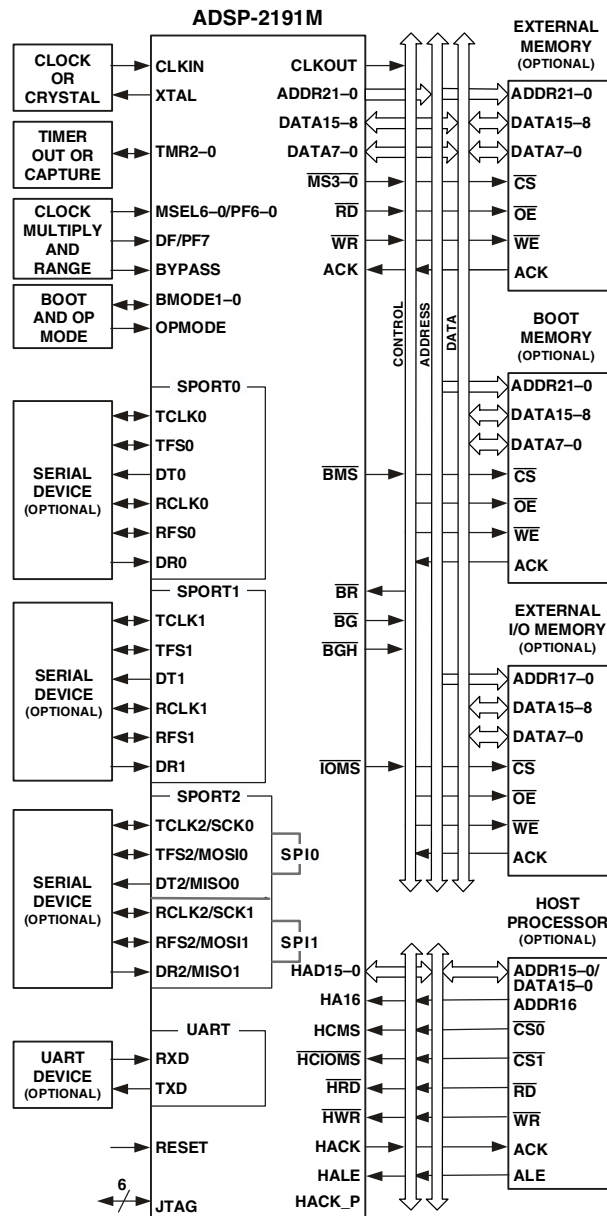 ADSP-2191M
CLOCK
OR
CRYSTAL
CLKIN
XTAL
TIMER
OUT OR
CAPTURE
TMR2–0
CLOCK
MULTIPLY
AND
RANGE
MSEL6–0/PF6–0
DF/PF7
BYPASS
BOOT
AND OP
MODE
BMODE1–0
OPMODE
SPORT0
SERIAL
DEVICE
(OPTIONAL)
TCLK0
TFS0
DT0
RCLK0
RFS0
DR0
SPORT1
SERIAL
DEVICE
(OPTIONAL)
TCLK1
TFS1
DT1
RCLK1
RFS1
DR1
SPORT2
SERIAL
DEVICE
(OPTIONAL)
TCLK2/SCK0
TFS2/MOSI0
DT2/MISO0
RCLK2/SCK1
RFS2/MOSI1
DR2/MISO1
SPI0
SPI1
UART
UART
DEVICE
(OPTIONAL)
RXD
TXD
RESET
6
JTAG
CLKOUT
ADDR21–0
DATA15–8
DATA7–0
MS3–0
RD
WR
ACK
BMS
BR
BG
BGH
IOMS
HAD15–0
HA16
HCMS
HCIOMS
HRD
HWR
HACK
HALE
HACK_P
CONTROL
ADDRESS
DATA
EXTERNAL
MEMORY
(OPTIONAL)
ADDR21–0
DATA15–8
DATA7–0
CS
OE
WE
ACK
BOOT
MEMORY
(OPTIONAL)
ADDR21–0
DATA15–8
DATA7–0
CS
OE
WE
ACK
EXTERNAL
I/O MEMORY
(OPTIONAL)
ADDR17–0
DATA15–8
DATA7–0
CS
OE
WE
ACK
HOST
PROCESSOR
(OPTIONAL)
ADDR15–0/
DATA15–0
ADDR16
CS0
CS1
RD
WR
ACK
ALE